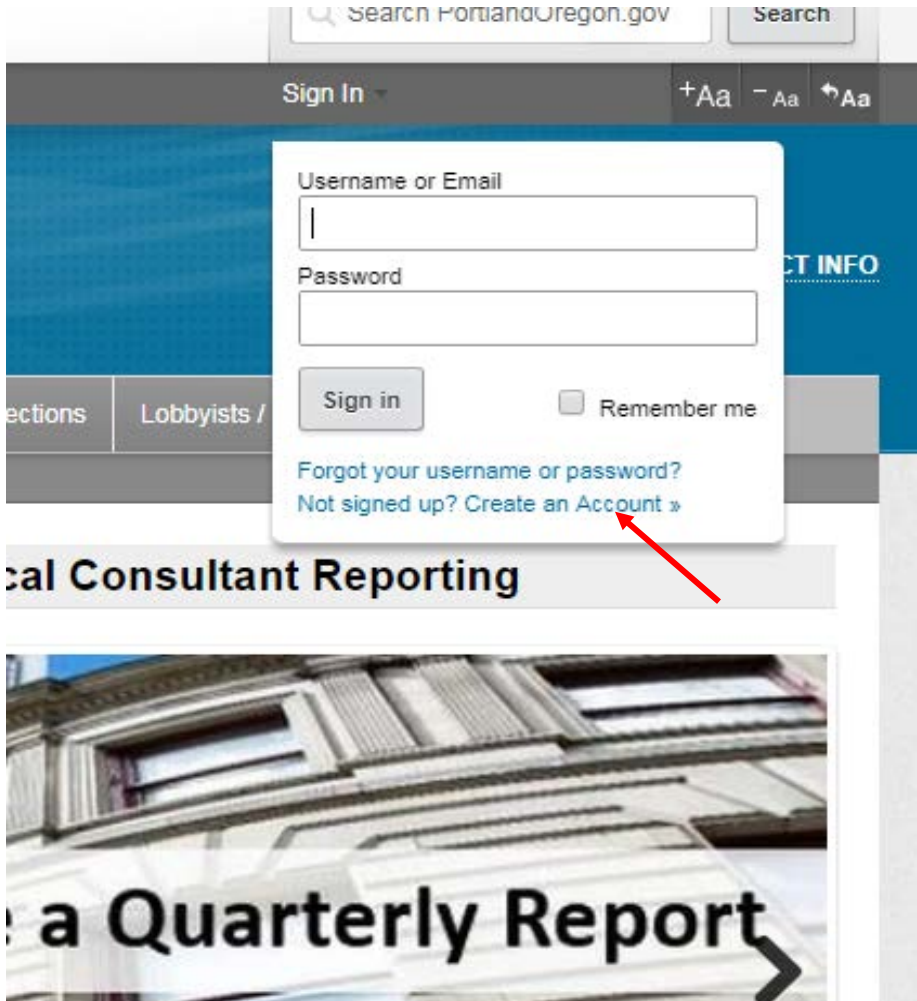 Search PortlandOregon.gov Search
Sign In +Aa -Aa Aa
Username or Email
CT INFO
Password
Sign in Remember me
ections Lobbyists /
Forgot your username or password?
Not signed up? Create an Account »
cal Consultant Reporting
a Quarterly Report